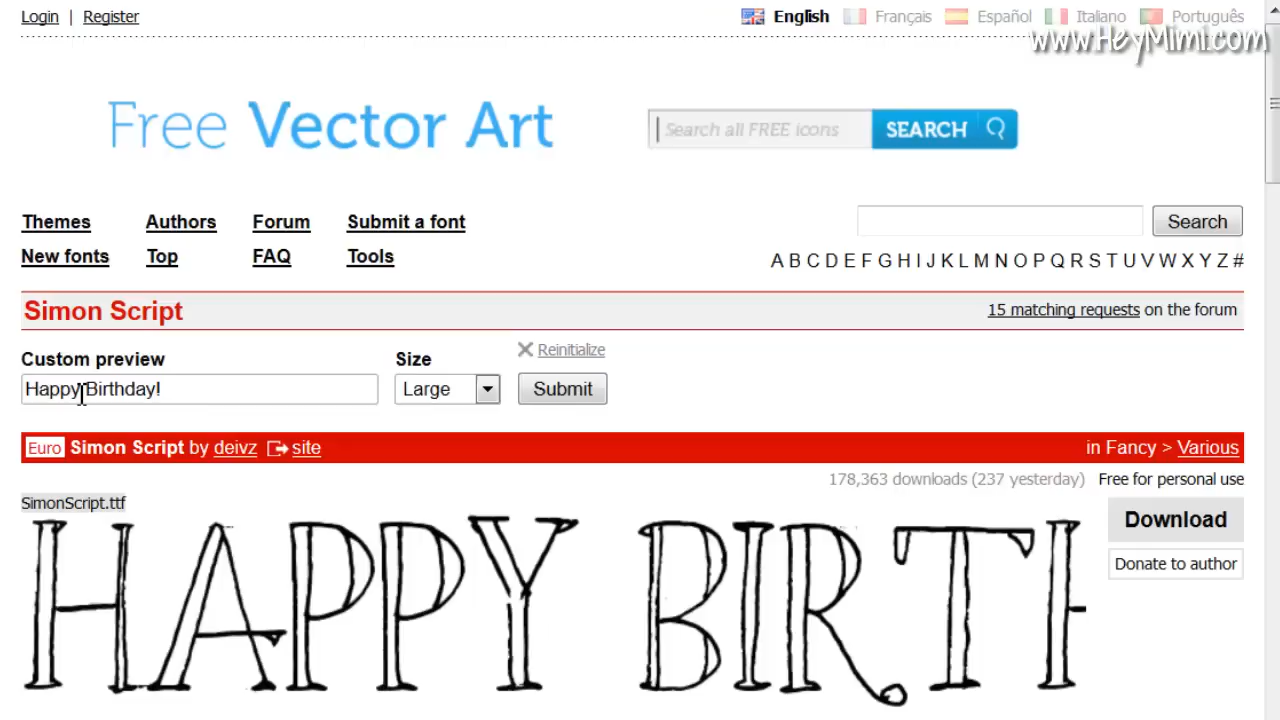 Login | Register
English Français Español Italiano Português
www.HeyMimi.com
Free Vector Art
Search all FREE icons SEARCH
Themes Authors Forum Submit a font
Search
New fonts Top FAQ Tools
A B C D E F G H I J K L M N O P Q R S T U V W X Y Z #
Simon Script
15 matching requests on the forum
Custom preview Size Reinitialize
Happy Birthday! Large Submit
Euro Simon Script by deivz site
in Fancy > Various
178,363 downloads (237 yesterday) Free for personal use
SimonScript.ttf
Download
Donate to author
HAPPY BIRTH